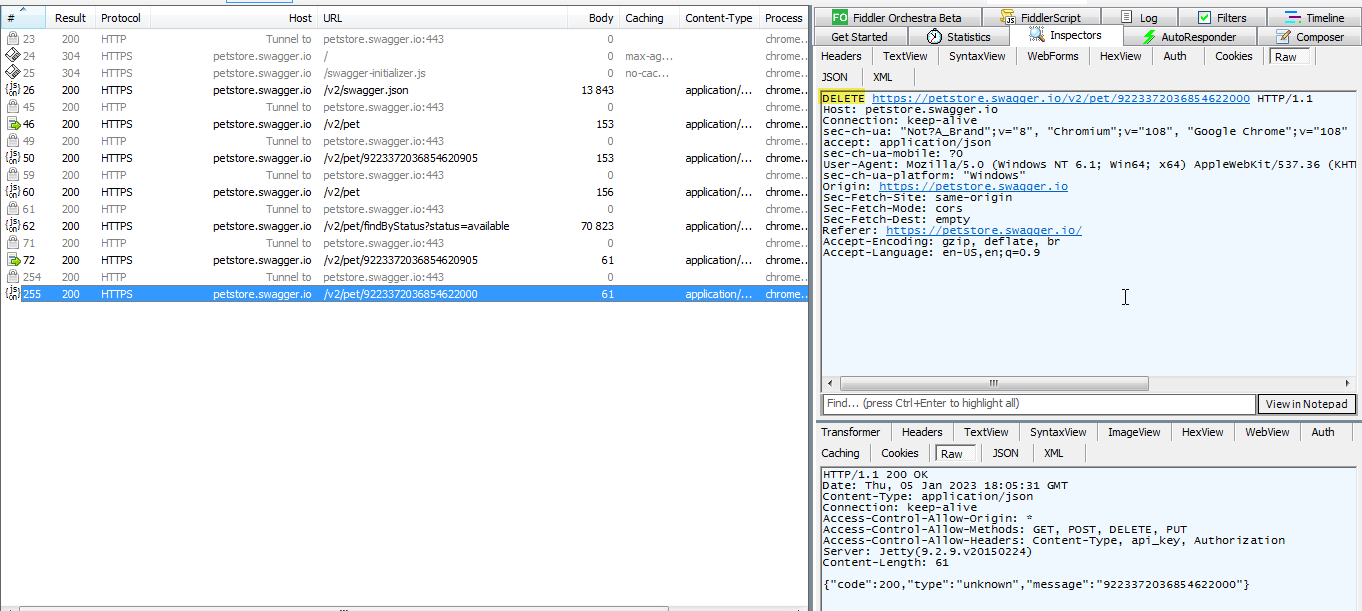 # Result Protocol Host URL Body Caching Content-Type Process
23 200 HTTP Tunnel to petstore.swagger.io:443 0 chrome..
24 304 HTTPS petstore.swagger.io / 0 max-ag... chrome..
25 304 HTTPS petstore.swagger.io /swagger-initializer.js 0 no-cac... chrome..
26 200 HTTPS petstore.swagger.io /v2/swagger.json 13 843 application/... chrome..
45 200 HTTP Tunnel to petstore.swagger.io:443 0 chrome..
46 200 HTTPS petstore.swagger.io /v2/pet 153 application/... chrome..
49 200 HTTP Tunnel to petstore.swagger.io:443 0 chrome..
50 200 HTTPS petstore.swagger.io /v2/pet/9223372036854620905 153 application/... chrome..
59 200 HTTP Tunnel to petstore.swagger.io:443 0 chrome..
60 200 HTTPS petstore.swagger.io /v2/pet 156 application/... chrome..
61 200 HTTP Tunnel to petstore.swagger.io:443 0 chrome..
62 200 HTTPS petstore.swagger.io /v2/pet/findByStatus?status=available 70 823 application/... chrome..
71 200 HTTP Tunnel to petstore.swagger.io:443 0 chrome..
72 200 HTTPS petstore.swagger.io /v2/pet/9223372036854620905 61 application/... chrome..
254 200 HTTP Tunnel to petstore.swagger.io:443 0 chrome..
255 200 HTTPS petstore.swagger.io /v2/pet/9223372036854622000 61 application/... chrome..
FO Fiddler Orchestra Beta FiddlerScript Log Filters Timeline
Get Started Statistics Inspectors AutoResponder Composer
Headers TextView SyntaxView WebForms HexView Auth Cookies Raw
JSON XML
DELETE https://petstore.swagger.io/v2/pet/9223372036854622000 HTTP/1.1
Host: petstore.swagger.io
Connection: keep-alive
sec-ch-ua: "Not?A_Brand";v="8", "Chromium";v="108", "Google Chrome";v="108"
accept: application/json
sec-ch-ua-mobile: ?0
User-Agent: Mozilla/5.0 (Windows NT 6.1; Win64; x64) AppleWebKit/537.36 (KHT
sec-ch-ua-platform: "Windows"
Origin: https://petstore.swagger.io
Sec-Fetch-Site: same-origin
Sec-Fetch-Mode: cors
Sec-Fetch-Dest: empty
Referer: https://petstore.swagger.io/
Accept-Encoding: gzip, deflate, br
Accept-Language: en-US,en;q=0.9
Find... (press Ctrl+Enter to highlight all) View in Notepad
Transformer Headers TextView SyntaxView ImageView HexView WebView Auth
Caching Cookies Raw JSON XML
HTTP/1.1 200 OK
Date: Thu, 05 Jan 2023 18:05:31 GMT
Content-Type: application/json
Connection: keep-alive
Access-Control-Allow-Origin: *
Access-Control-Allow-Methods: GET, POST, DELETE, PUT
Access-Control-Allow-Headers: Content-Type, api_key, Authorization
Server: Jetty(9.2.9.v20150224)
Content-Length: 61
{"code":200,"type":"unknown","message":"9223372036854622000"}